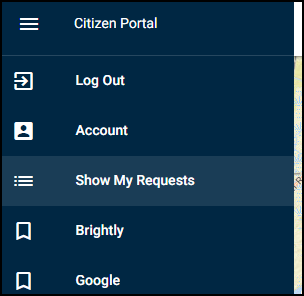 Citizen Portal
Log Out
Account
Show My Requests
Brightly
Google